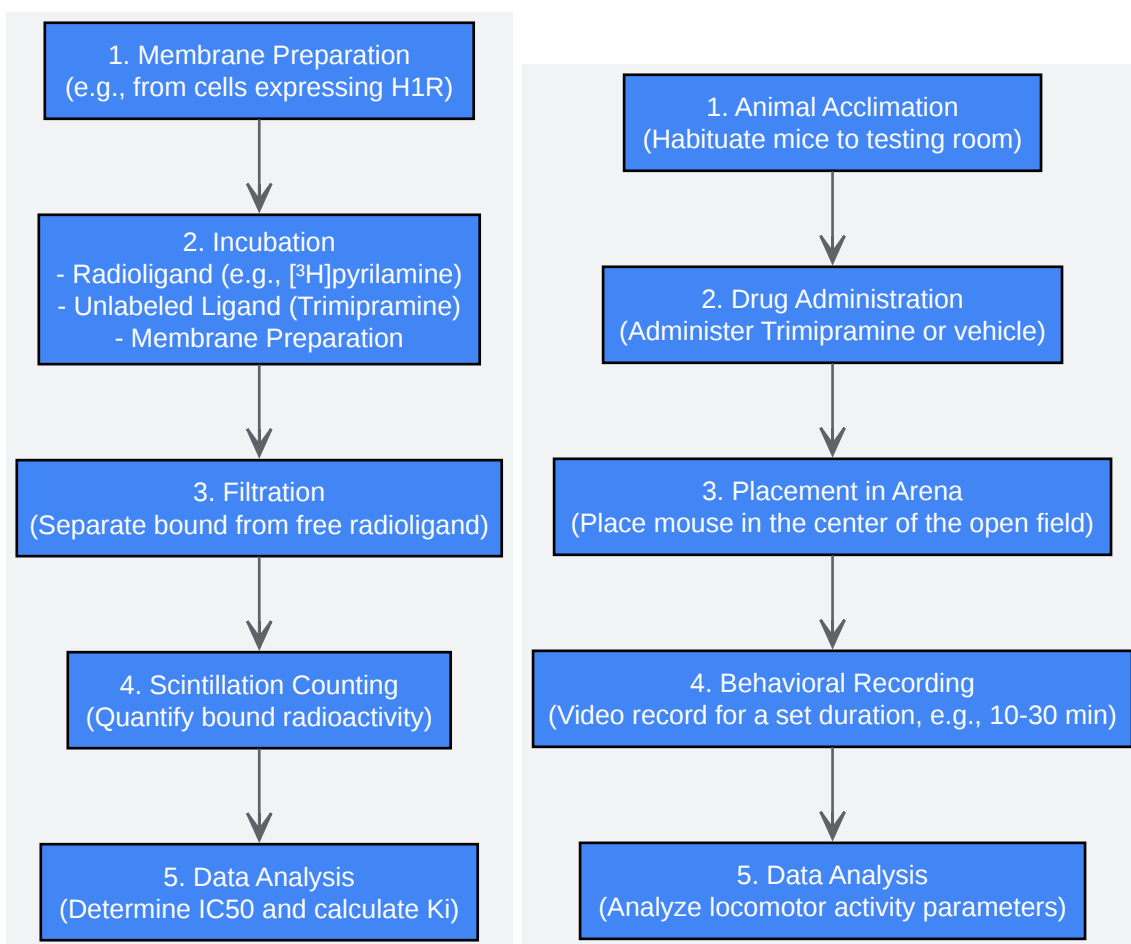 1. Membrane Preparation
(e.g., from cells expressing H1R)
2. Incubation
- Radioligand (e.g., [³H]pyrilamine)
- Unlabeled Ligand (Trimipramine)
- Membrane Preparation
3. Filtration
(Separate bound from free radioligand)
4. Scintillation Counting
(Quantify bound radioactivity)
5. Data Analysis
(Determine IC50 and calculate Ki)
1. Animal Acclimation
(Habituate mice to testing room)
2. Drug Administration
(Administer Trimipramine or vehicle)
3. Placement in Arena
(Place mouse in the center of the open field)
4. Behavioral Recording
(Video record for a set duration, e.g., 10-30 min)
5. Data Analysis
(Analyze locomotor activity parameters)